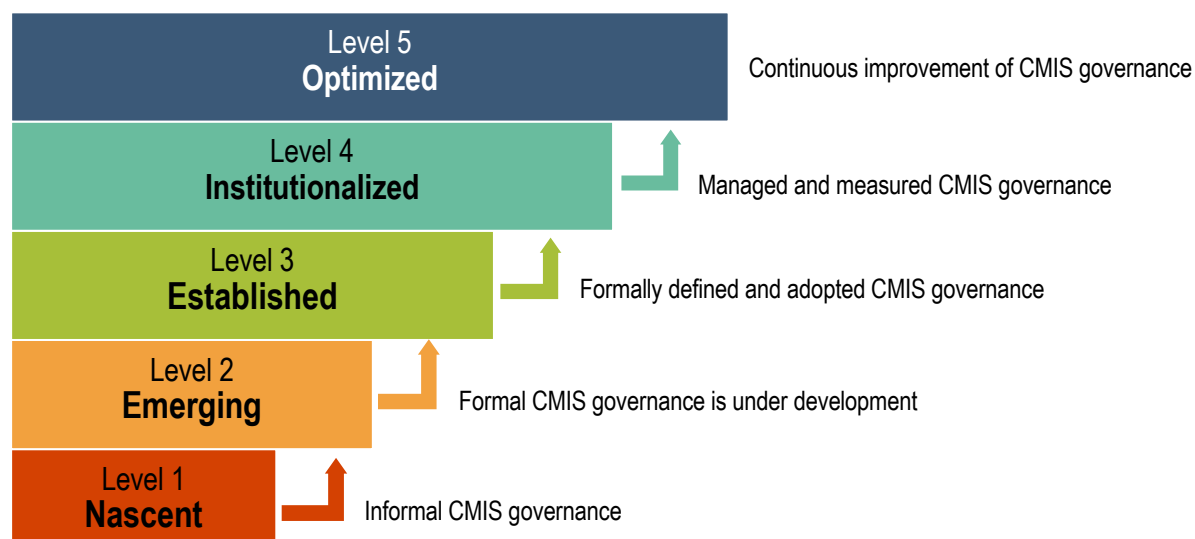 Level 5
Optimized
Continuous improvement of CMIS governance
Level 4
Institutionalized
Managed and measured CMIS governance
Level 3
Established
Formally defined and adopted CMIS governance
Level 2
Emerging
Formal CMIS governance is under development
Level 1
Nascent
Informal CMIS governance